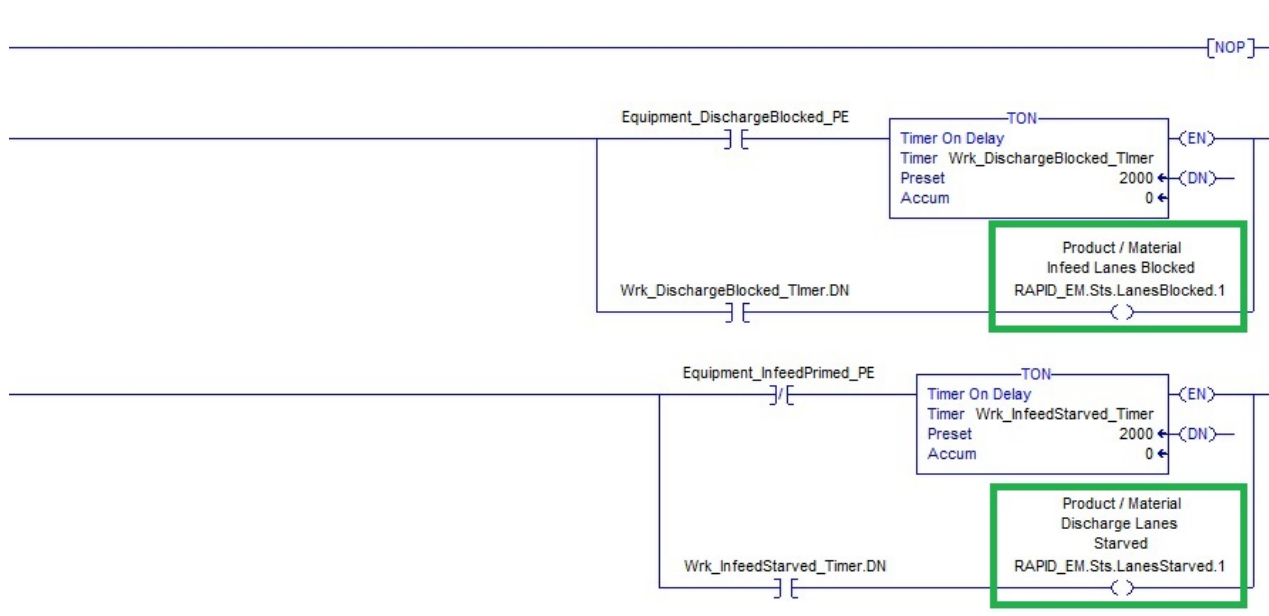 NOP
Equipment_DischargeBlocked_PE
TON
Timer On Delay
EN
Timer Wrk_DischargeBlocked_TImer
Preset 2000
DN
Accum 0
Product / Material
Infeed Lanes Blocked
Wrk_DischargeBlocked_TImer.DN
RAPID_EM.Sts.LanesBlocked.1
Equipment_InfeedPrimed_PE
TON
Timer On Delay
EN
Timer Wrk_InfeedStarved_Timer
Preset 2000
DN
Accum 0
Product / Material
Discharge Lanes
Starved
Wrk_InfeedStarved_Timer.DN
RAPID_EM.Sts.LanesStarved.1